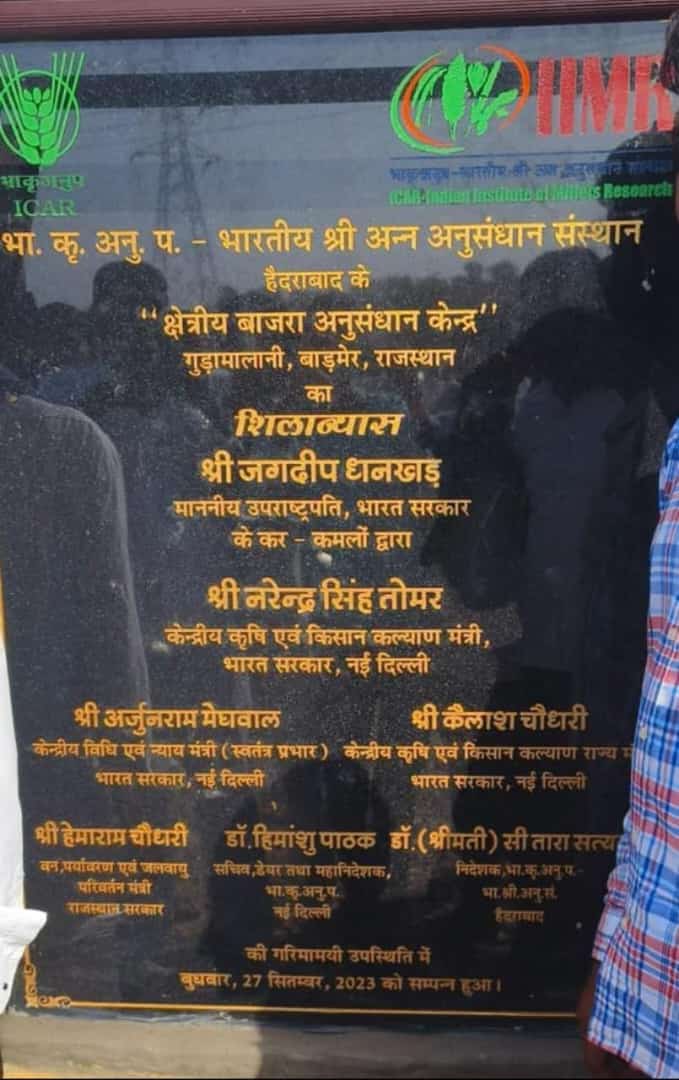 भाकृअनुप
ICAR
IIMR
भाकृअनुप-भारतीय श्री अन्न अनुसंधान संस्थान
ICAR-Indian Institute of Millets Research
भा. कृ. अनु. प. - भारतीय श्री अन्न अनुसंधान संस्थान
हैदराबाद के
"क्षेत्रीय बाजरा अनुसंधान केन्द्र"
गुड़ामालानी, बाड़मेर, राजस्थान
का
शिलान्यास
श्री जगदीप धनखड़
माननीय उपराष्ट्रपति, भारत सरकार
के कर - कमलों द्वारा
श्री नरेन्द्र सिंह तोमर
केन्द्रीय कृषि एवं किसान कल्याण मंत्री,
भारत सरकार, नई दिल्ली
श्री अर्जुनराम मेघवाल
केन्द्रीय विधि एवं न्याय मंत्री (स्वतंत्र प्रभार)
भारत सरकार, नई दिल्ली
श्री कैलाश चौधरी
केन्द्रीय कृषि एवं किसान कल्याण राज्य
भारत सरकार, नई दिल्ली
श्री हेमाराम चौधरी
वन,पर्यावरण एवं जलवायु
परिवर्तन मंत्री
राजस्थान सरकार
डॉ.हिमांशु पाठक
सचिव,डेयर तथा महानिदेशक,
भा.कृ.अनु.प.
नई दिल्ली
डॉ.(श्रीमती) सी तारा
निदेशक,भा.कृ.अनु.प.-
भा.श्री.अनु.सं.
हैदराबाद
की गरिमामयी उपस्थिति में
बुधवार, 27 सितम्बर, 2023 को सम्पन्न हुआ।